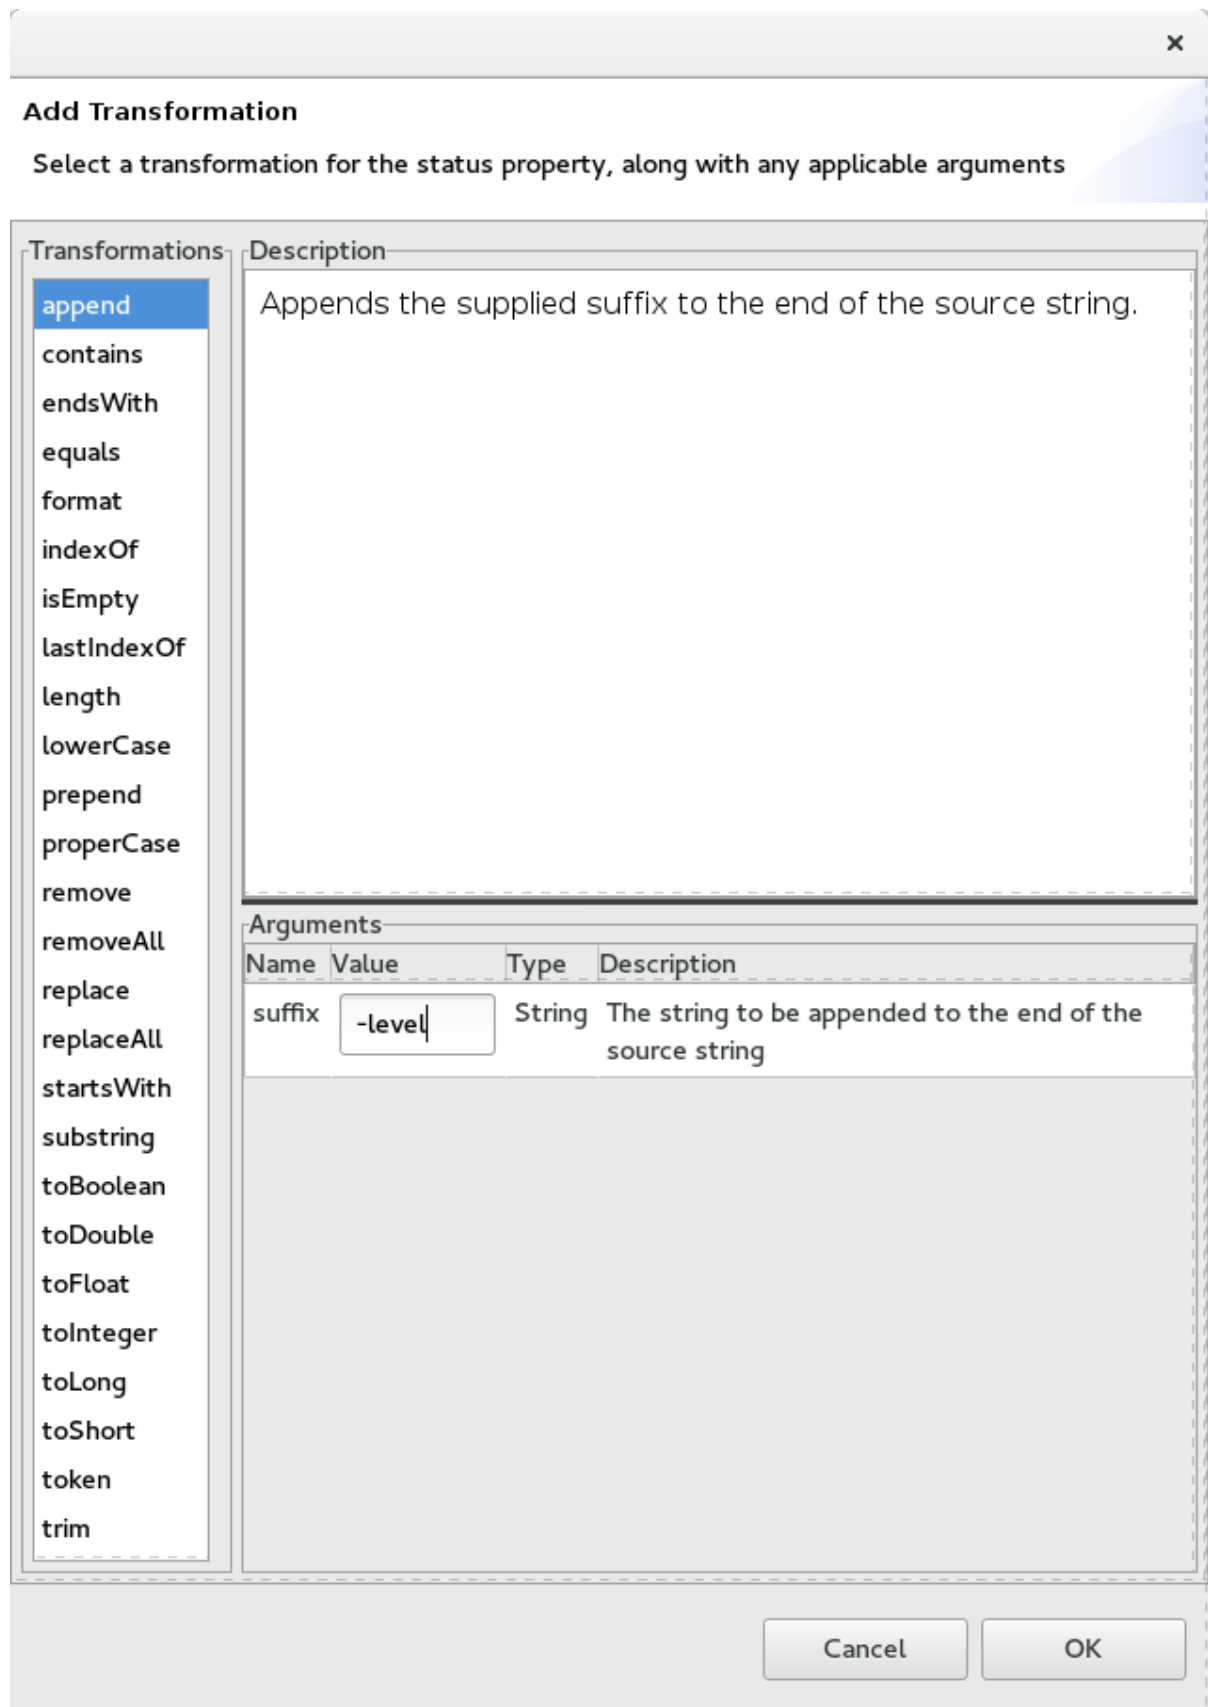 ×
Add Transformation
Select a transformation for the status property, along with any applicable arguments
Transformations
append
contains
endsWith
equals
format
indexOf
isEmpty
lastIndexOf
length
lowerCase
prepend
properCase
remove
removeAll
replace
replaceAll
startsWith
substring
toBoolean
toDouble
toFloat
toInteger
toLong
toShort
token
trim
Description
Appends the supplied suffix to the end of the source string.
Arguments
Name Value Type Description
suffix -level String The string to be appended to the end of the
source string
Cancel OK